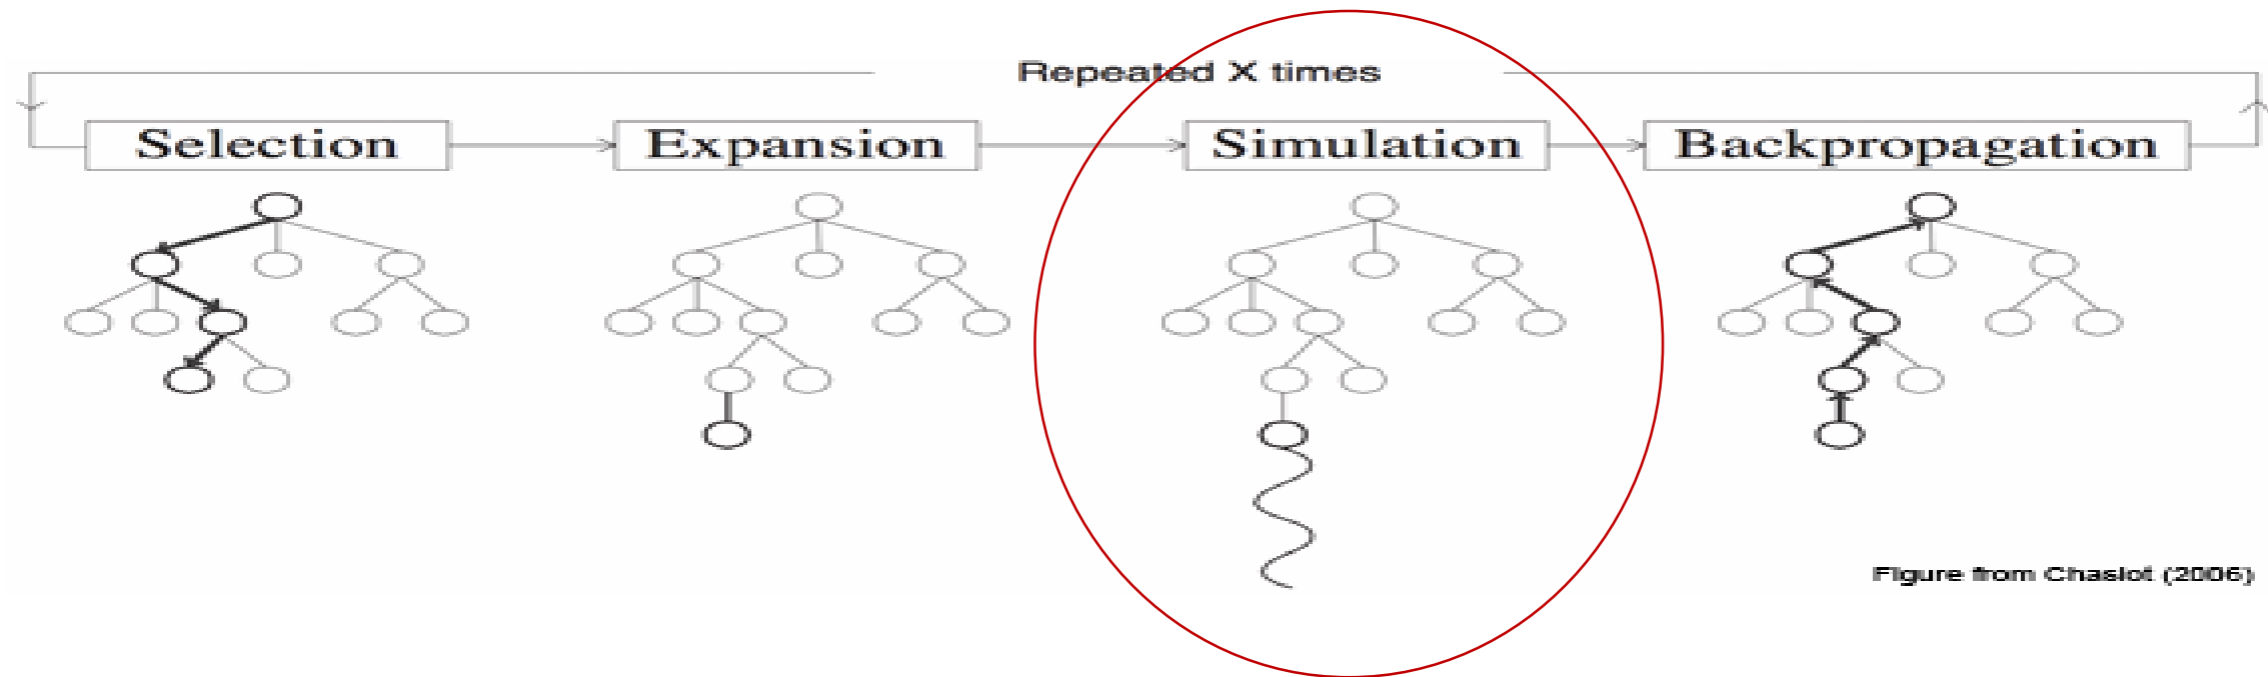 Repeated X times
Selection
Expansion
Simulation
Backpropagation
Figure from Chaslot (2006)